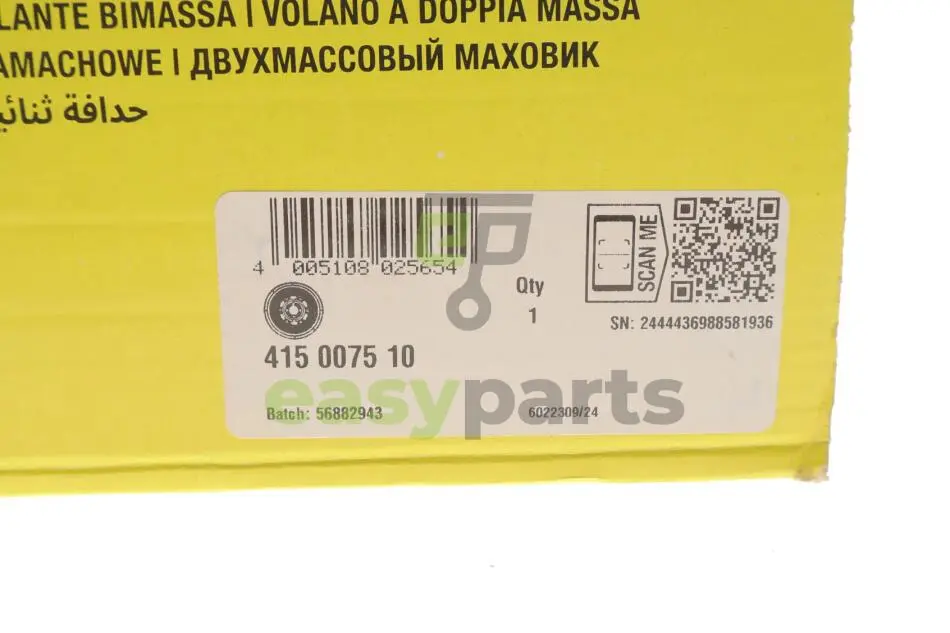 LANTE BIMASSA | VOLANO A DOPPIA MASSA
AMACHOWE | ДВУХМАССОВЫЙ МАХОВИК
حدافة ثنائي
4 005108 025654
SCAN ME
Qty
1
SN: 2444436988581936
415 0075 10
easyparts
Batch: 56882943
6022309/24